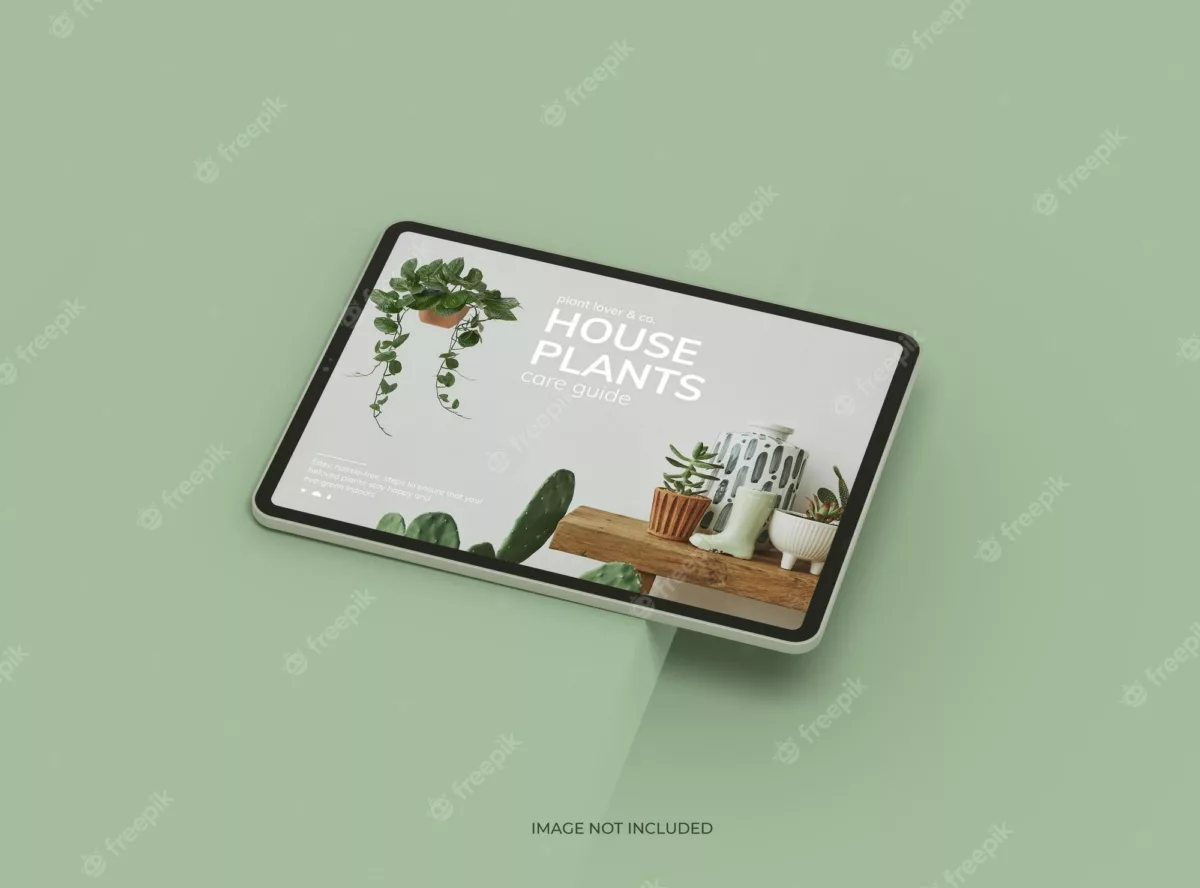 plant lover & co.
HOUSE
PLANTS
care guide
Easy, hassle-free, steps to ensure that your
beloved plants stay happy and
evergreen indoors
IMAGE NOT INCLUDED
freepik